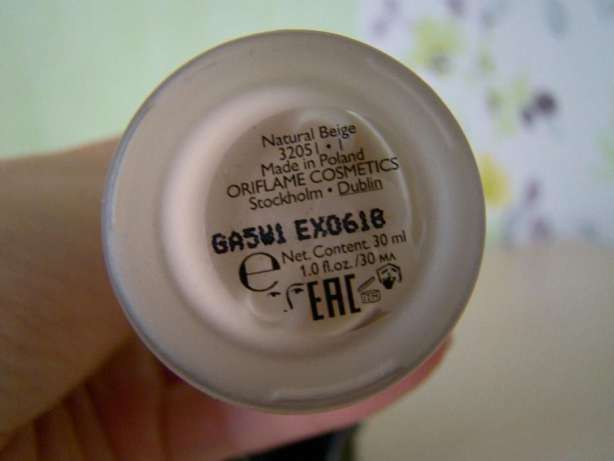 Natural Beige
32051 • 1
Made in Poland
ORIFLAME COSMETICS
Stockholm • Dublin
GA5W1 EX0618
e Net. Content. 30 ml
1.0 fl.oz./30 мл
EAC